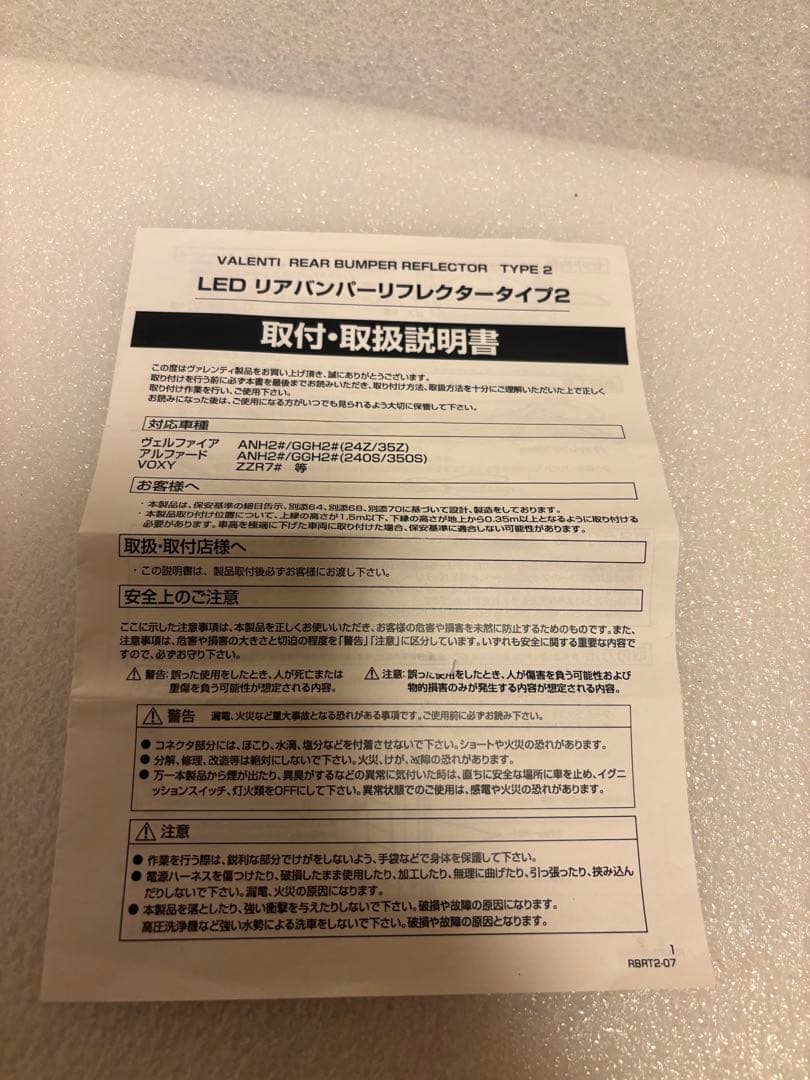 VALENTI REAR BUMPER REFLECTOR TYPE 2
LED リアバンパーリフレクタータイプ2
取付・取扱説明書
この度はヴァレンティ製品をお買い上げ頂き、誠にありがとうございます。
取り付けを行う前に必ず本書を最後までお読みいただき、取り付け方法、取扱方法を十分にご理解いただいた上で正しく
取り付け作業を行い、ご使用下さい。
お読みになった後は、ご使用になる方がいつでも見られるよう大切に保管して下さい。
対応車種
ヴェルファイア ANH2#/GGH2#(24Z/35Z)
アルファード ANH2#/GGH2#(240S/350S)
VOXY ZZR7# 等
お客様へ
・本製品は、保安基準の細目告示、別添64、別添68、別添70に基づいて設計、製造をしております。
・本製品取り付け位置について、上縁の高さが1.5m以下、下縁の高さが地上から0.35m以上となるように取り付ける
必要があります。車高を極端に下げた車両に取り付けた場合、保安基準に適合しない可能性があります。
取扱・取付店様へ
・この説明書は、製品取付後必ずお客様にお渡し下さい。
安全上のご注意
ここに示した注意事項は、本製品を正しくお使いいただき、お客様の危害や損害を未然に防止するためのものです。また、
注意事項は、危害や損害の大きさと切迫の程度を「警告」「注意」に区分しています。いずれも安全に関する重要な内容で
すので、必ずお守り下さい。
警告: 誤った使用をしたとき、人が死亡または
重傷を負う可能性が想定される内容。
注意: 誤った使用をしたとき、人が傷害を負う可能性および
物的損害のみが発生する内容が想定される内容。
警告 漏電、火災など重大事故となる恐れがある事項です。ご使用前に必ずお読み下さい。
● コネクタ部分には、ほこり、水滴、塩分などを付着させないで下さい。ショートや火災の恐れがあります。
● 分解、修理、改造等は絶対にしないで下さい。火災、けが、故障の恐れがあります。
● 万一本製品から煙が出たり、異臭がするなどの異常に気付いた時は、直ちに安全な場所に車を止め、イグニ
ッションスイッチ、灯火類をOFFにして下さい。異常状態でのご使用は、感電や火災の恐れがあります。
注意
● 作業を行う際は、鋭利な部分でけがをしないよう、手袋などで身体を保護して下さい。
● 電源ハーネスを傷つけたり、破損したまま使用したり、加工したり、無理に曲げたり、引っ張ったり、挟み込ん
だりしないで下さい。漏電、火災の原因になります。
● 本製品を落としたり、強い衝撃を与えたりしないで下さい。破損や故障の原因になります。
高圧洗浄機など強い水勢による洗車をしないで下さい。破損や故障の原因となります。
1
RBRT2-07